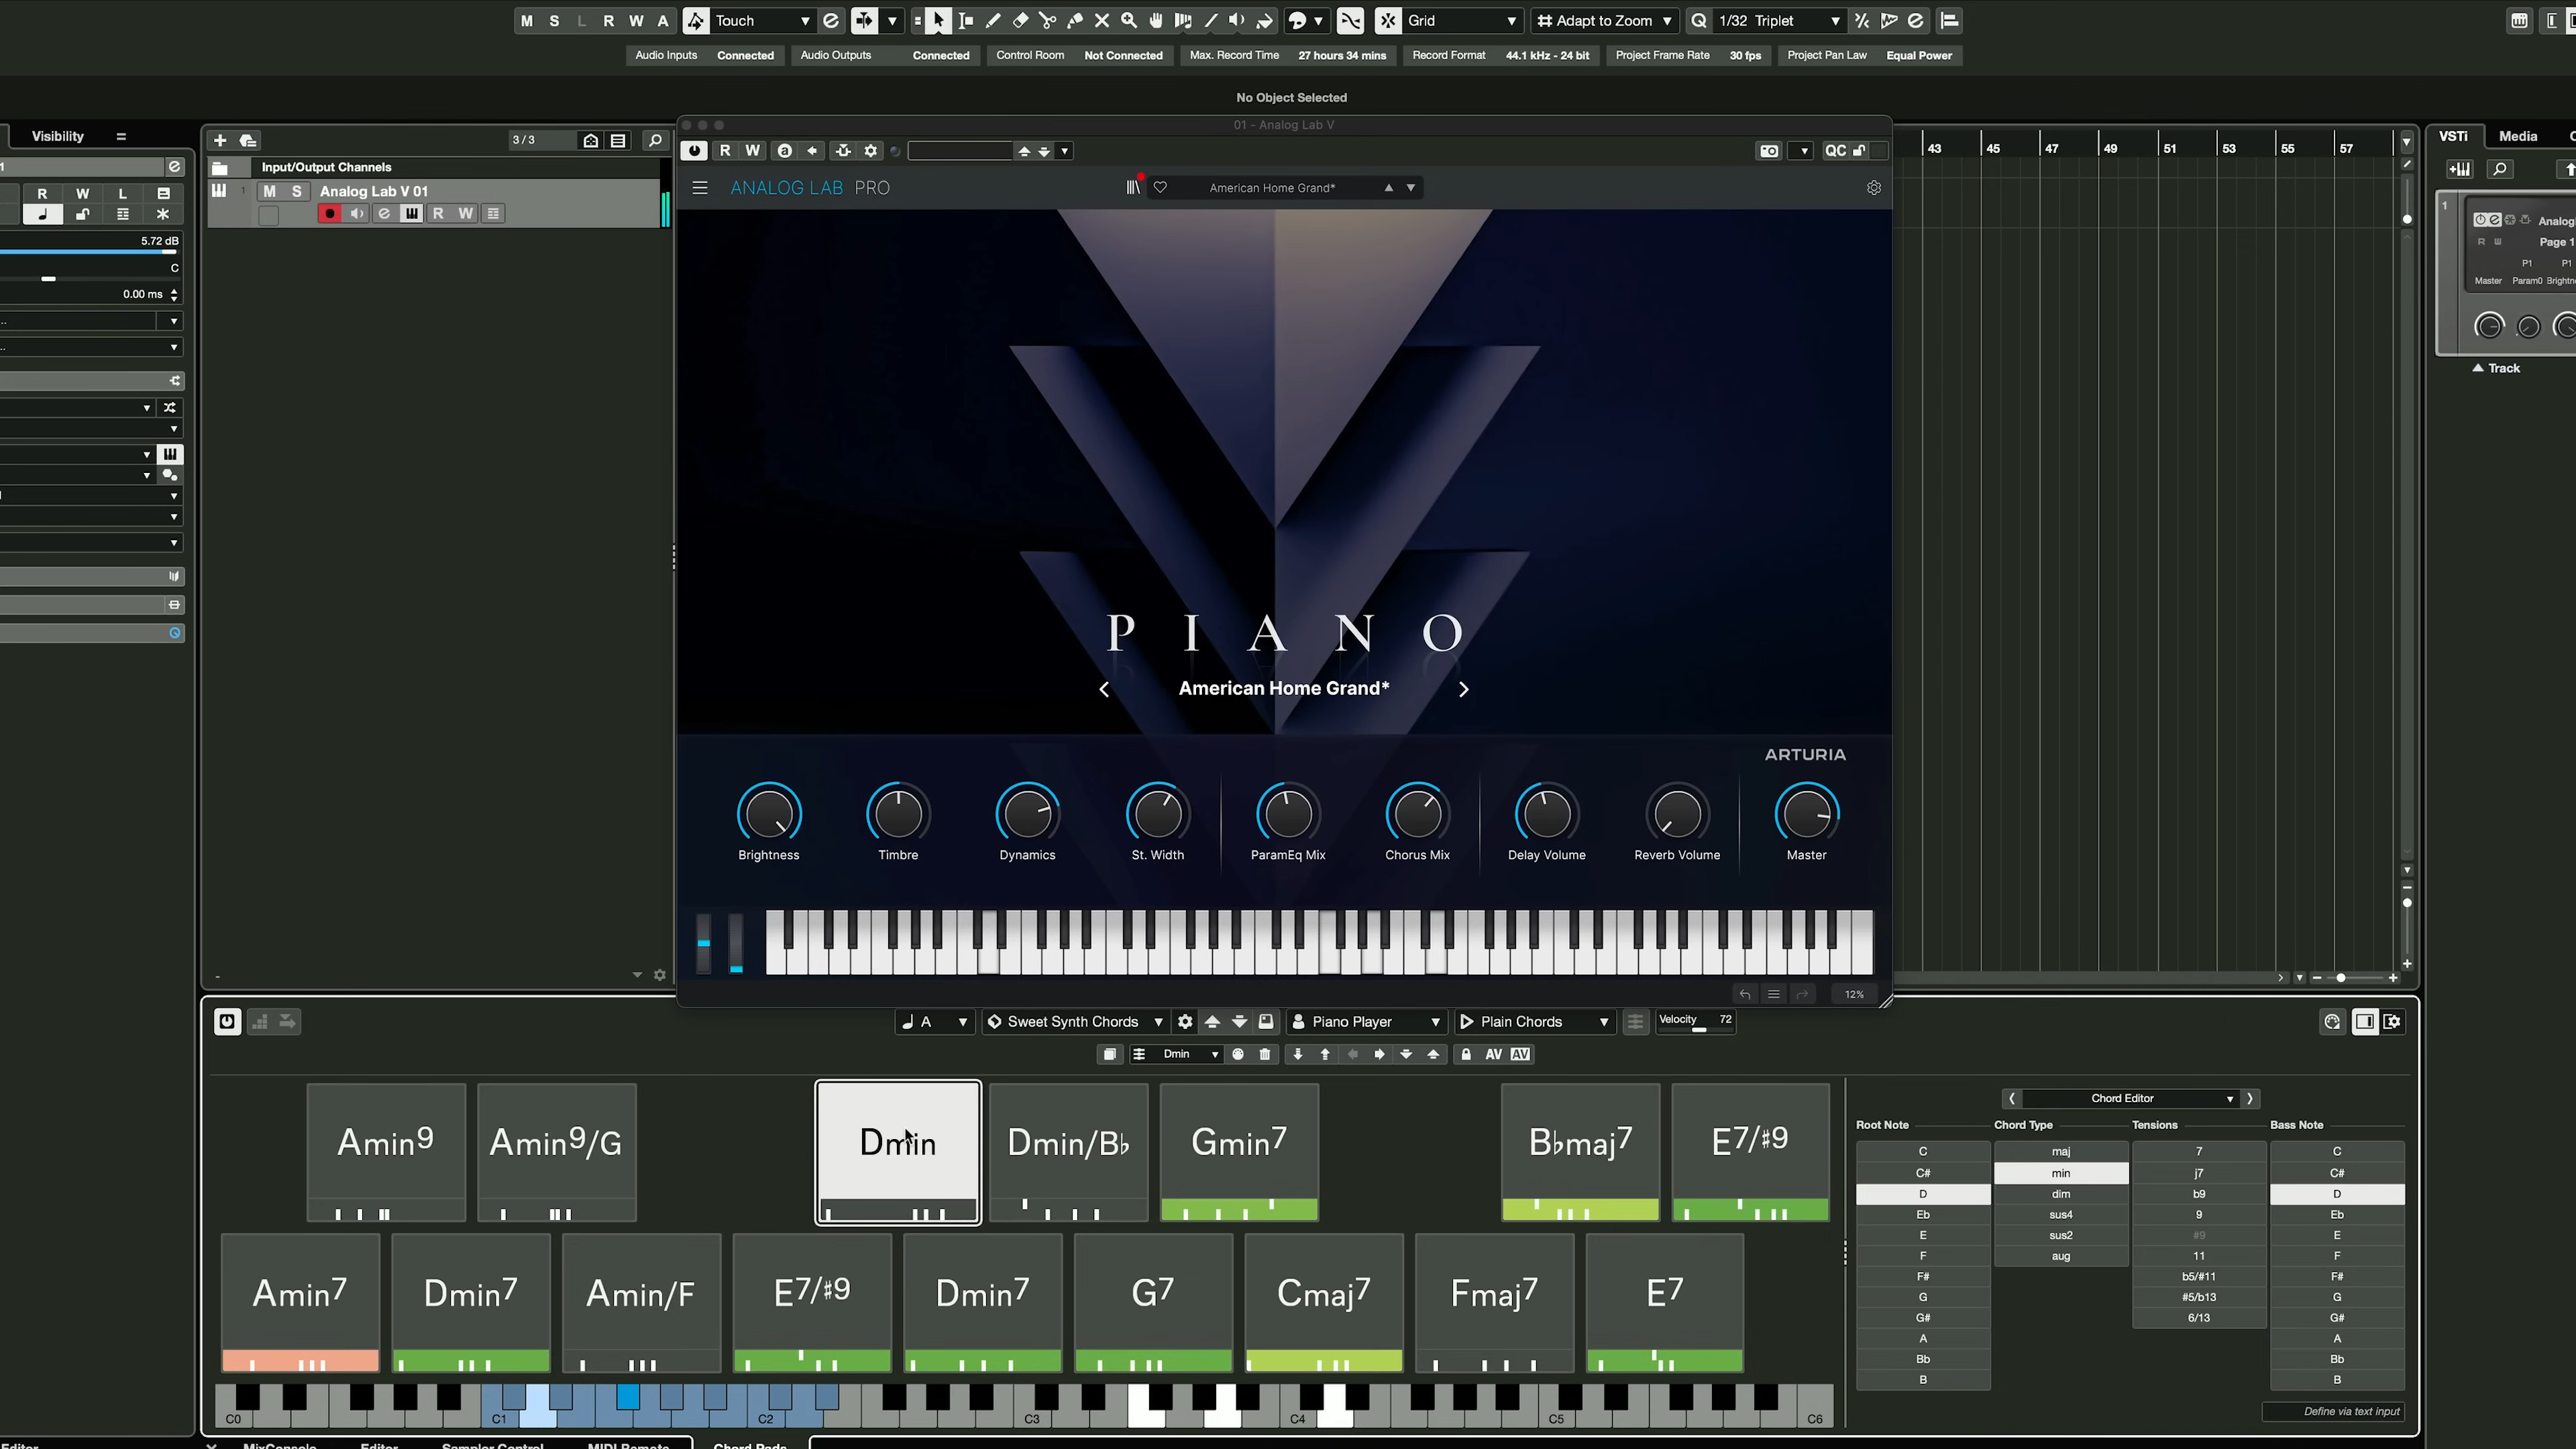 M S L R W A Touch Grid Adapt to Zoom Q 1/32 Triplet
Audio Inputs Connected Audio Outputs Connected Control Room Not Connected Max. Record Time 27 hours 34 mins Record Format 44.1 kHz - 24 bit Project Frame Rate 30 fps Project Pan Law Equal Power
No Object Selected
Visibility
3 / 3
01 - Analog Lab V
43 45 47 49 51 53 55 57
VSTi Media
R W
QC
Input/Output Channels
1 M S Analog Lab V 01
R W
R W L
ANALOG LAB PRO
American Home Grand*
1
Analog
R W Page 1
P1 P1
Master Param0 Brightn
Track
5.72 dB
C
0.00 ms
PIANO
American Home Grand*
ARTURIA
Brightness Timbre Dynamics St. Width ParamEq Mix Chorus Mix Delay Volume Reverb Volume Master
12%
A Sweet Synth Chords Piano Player Plain Chords Velocity 72
Dmin AV AV
Amin9 Amin9/G Dmin Dmin/B♭ Gmin7 B♭maj7 E7/♯9
Amin7 Dmin7 Amin/F E7/♯9 Dmin7 G7 Cmaj7 Fmaj7 E7
C0 C1 C2 C3 C4 C5 C6
Chord Editor
Root Note Chord Type Tensions Bass Note
C maj 7 C
C# min j7 C#
D dim b9 D
Eb sus4 9 Eb
E sus2 #9 E
F aug 11 F
F# b5/#11 F#
G #5/b13 G
G# 6/13 G#
A A
Bb Bb
B B
Define via text input
Editor MixConsole Editor Sampler Control MIDI Remote Chord Pads